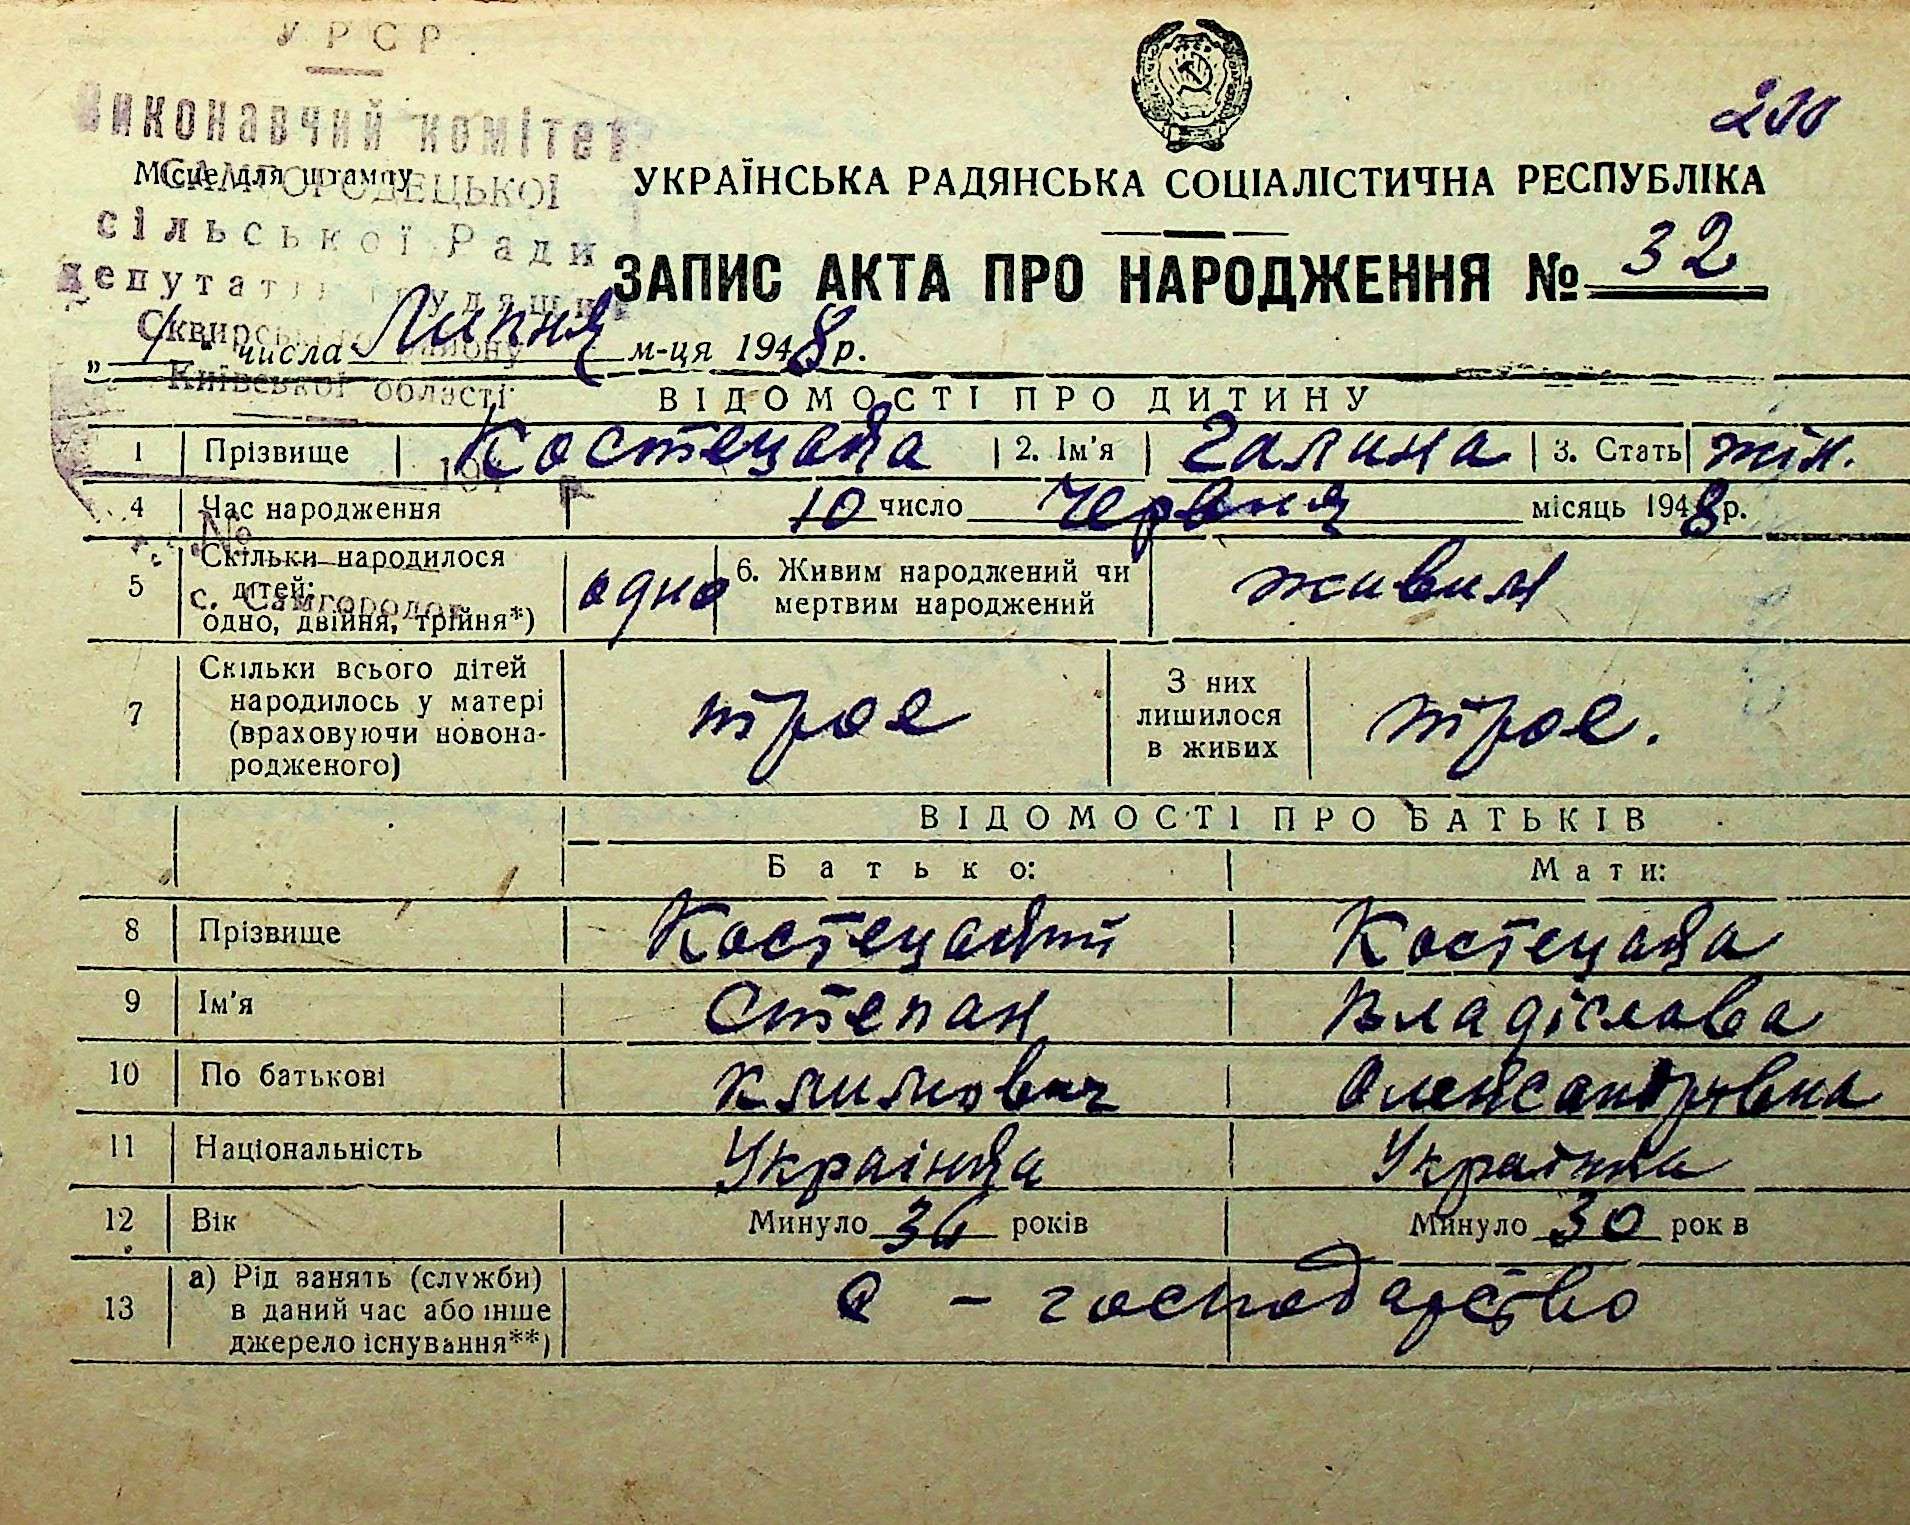 УРСР
Виконавчий комітет
200
Місце для штампу
САМГОРОДЕЦЬКОЇ
УКРАЇНСЬКА РАДЯНСЬКА СОЦІАЛІСТИЧНА РЕСПУБЛІКА
сільської Ради
депутатів трудящих
ЗАПИС АКТА ПРО НАРОДЖЕННЯ № 32
Сквирського району
„ 1 “ числа Липня м-ця 1948 р.
Київської області
ВІДОМОСТІ ПРО ДИТИНУ
1 Прізвище Костецька 2. Ім'я Галина 3. Стать жін.
194 р.
4 Час народження 10 число Червня місяць 1948 р.
№
5 Скільки народилося дітей: одно, двійня, трійня*) одно 6. Живим народжений чи мертвим народжений живим
с. Самгородок
7 Скільки всього дітей народилось у матері (враховуючи новонародженого) троє З них лишилося в живих троє.
ВІДОМОСТІ ПРО БАТЬКІВ
Батько: Мати:
8 Прізвище Костецький Костецька
9 Ім'я Степан Владіслава
10 По батькові Климович Олександрівна
11 Національність Українець Українка
12 Вік Минуло 36 років Минуло 30 рок в
13 а) Рід занять (служби) в даний час або інше джерело існування**) с - господарство